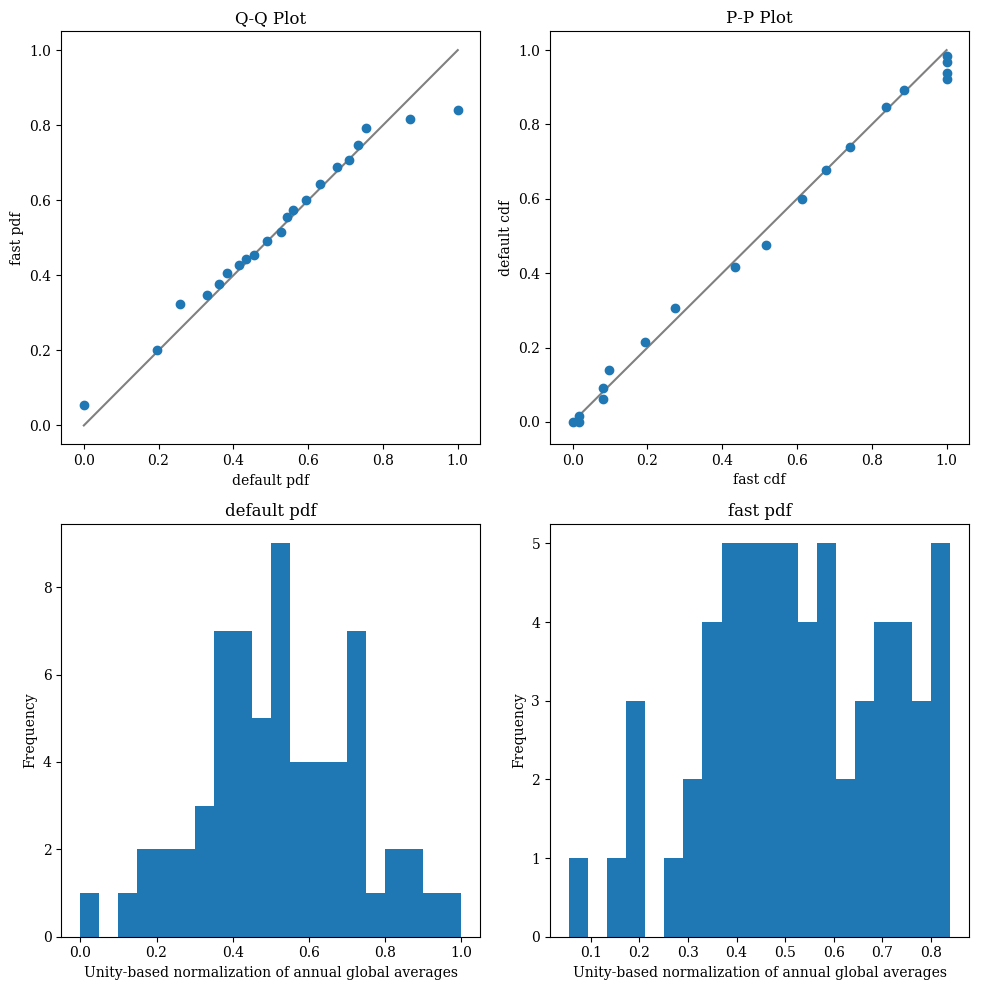 Q-Q Plot
1.0
0.8
0.6
0.4
0.2
0.0
fast pdf
0.0 0.2 0.4 0.6 0.8 1.0
default pdf
P-P Plot
1.0
0.8
0.6
0.4
0.2
0.0
default cdf
0.0 0.2 0.4 0.6 0.8 1.0
fast cdf
default pdf
8
6
4
2
0
Frequency
0.0 0.2 0.4 0.6 0.8 1.0
Unity-based normalization of annual global averages
fast pdf
5
4
3
2
1
0
Frequency
0.1 0.2 0.3 0.4 0.5 0.6 0.7 0.8
Unity-based normalization of annual global averages